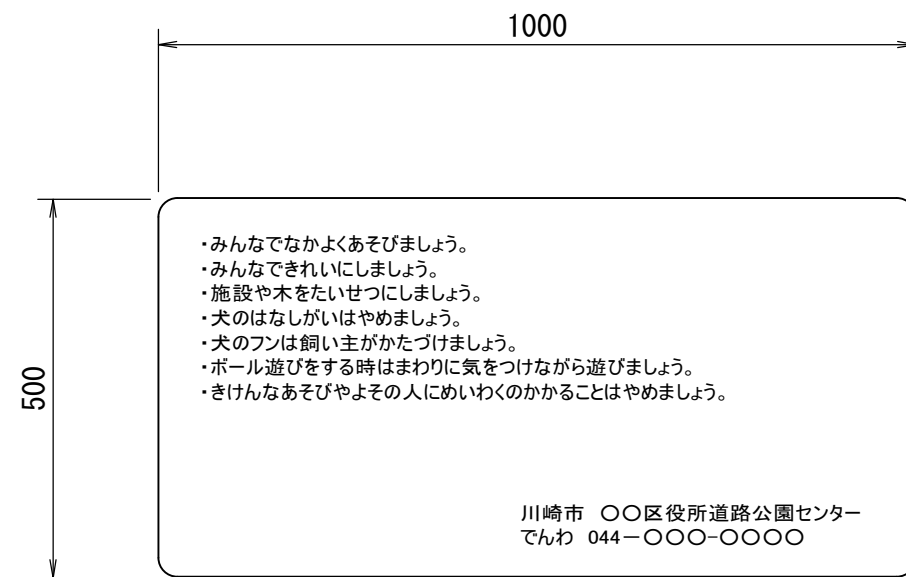 1000
500
・みんなでなかよくあそびましょう。
・みんなできれいにしましょう。
・施設や木をたいせつにしましょう。
・犬のはなしがいはやめましょう。
・犬のフンは飼い主がかたづけましょう。
・ボール遊びをする時はまわりに気をつけながら遊びましょう。
・きけんなあそびやよその人にめいわくのかかることはやめましょう。
川崎市 〇〇区役所道路公園センター
でんわ 044－〇〇〇-〇〇〇〇